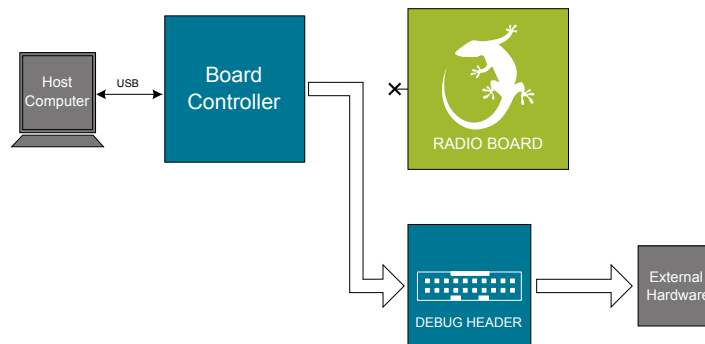 Host
Computer
USB
Board
Controller
RADIO BOARD
DEBUG HEADER
External
Hardware